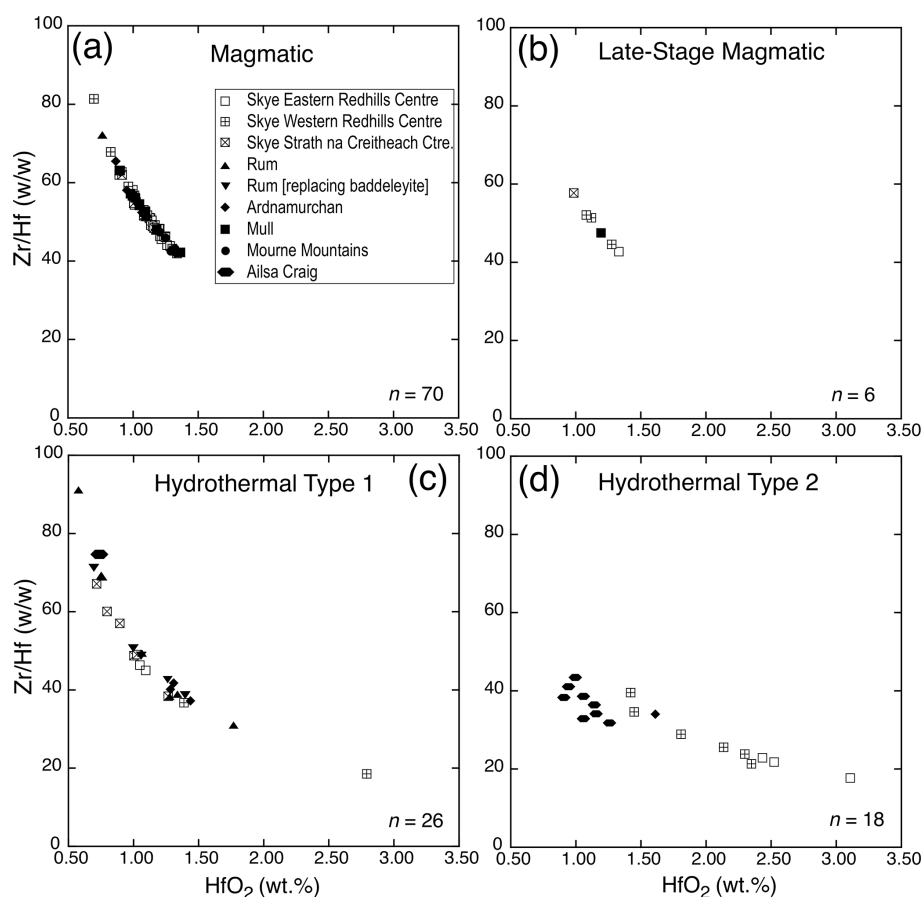 100
(a)
Magmatic
80
60
40
20
0
Zr/Hf (w/w)
Skye Eastern Redhills Centre
Skye Western Redhills Centre
Skye Strath na Creitheach Ctre.
Rum
Rum [replacing baddeleyite]
Ardnamurchan
Mull
Mourne Mountains
Ailsa Craig
n = 70
0.50 1.00 1.50 2.00 2.50 3.00 3.50
100
(b)
Late-Stage Magmatic
80
60
40
20
0
n = 6
0.50 1.00 1.50 2.00 2.50 3.00 3.50
100
Hydrothermal Type 1
(c)
80
60
40
20
0
Zr/Hf (w/w)
n = 26
0.50 1.00 1.50 2.00 2.50 3.00 3.50
HfO2 (wt.%)
100
(d)
Hydrothermal Type 2
80
60
40
20
0
n = 18
0.50 1.00 1.50 2.00 2.50 3.00 3.50
HfO2 (wt.%)